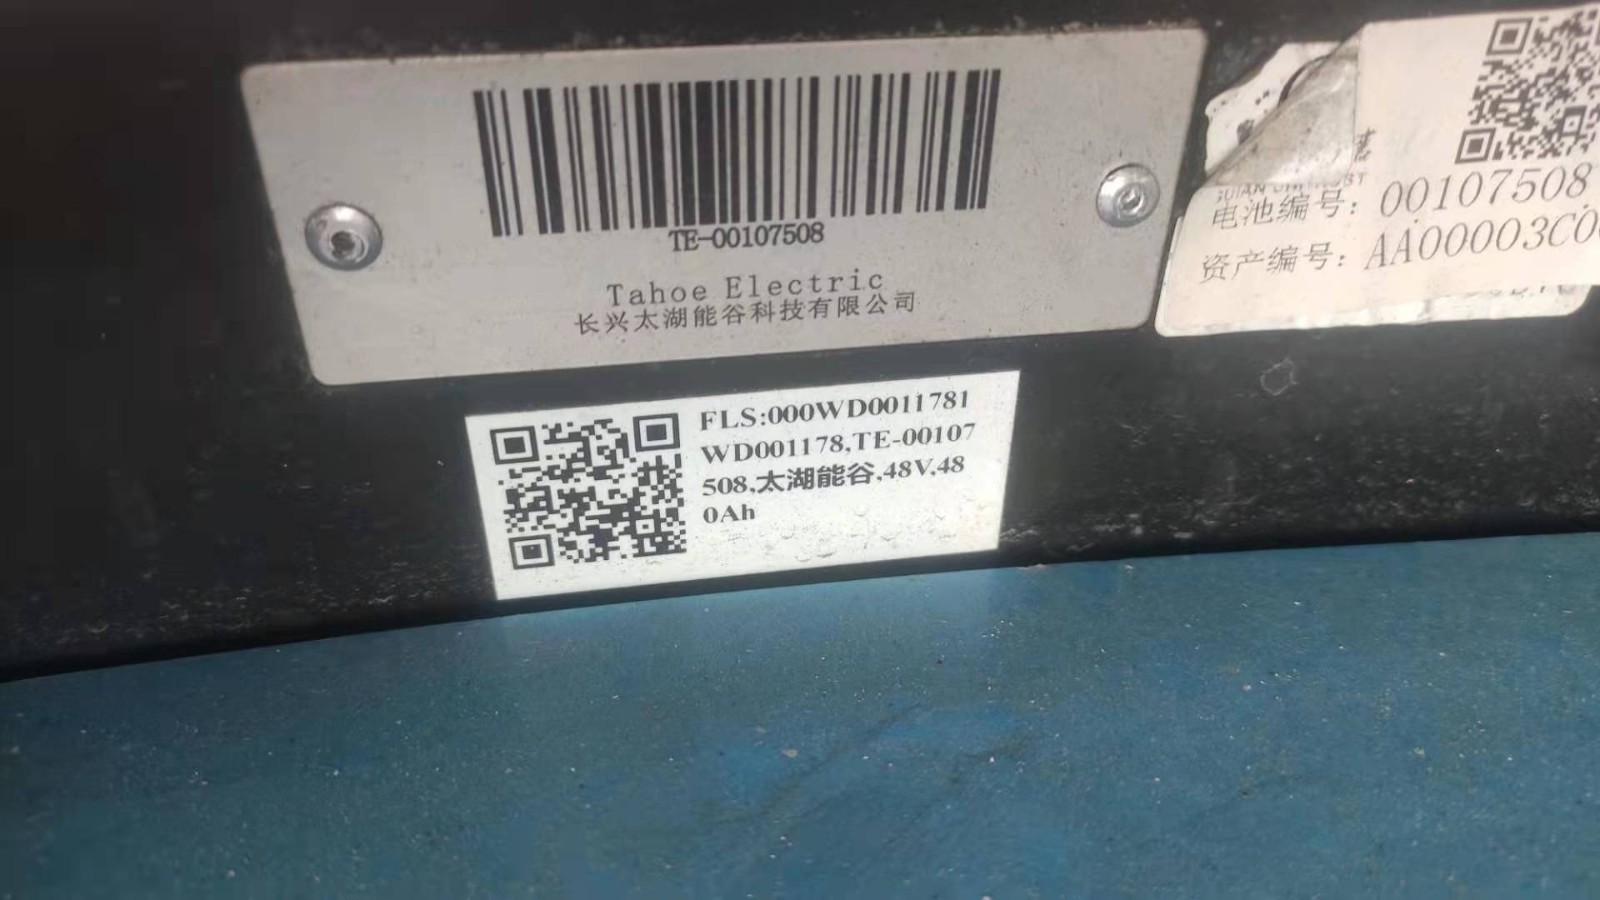 TE-00107508
Tahoe Electric
长兴太湖能谷科技有限公司
电池编号: 00107508
资产编号: AA00003C0
FLS:000WD0011781
WD001178,TE-00107
508,太湖能谷,48V,48
0Ah